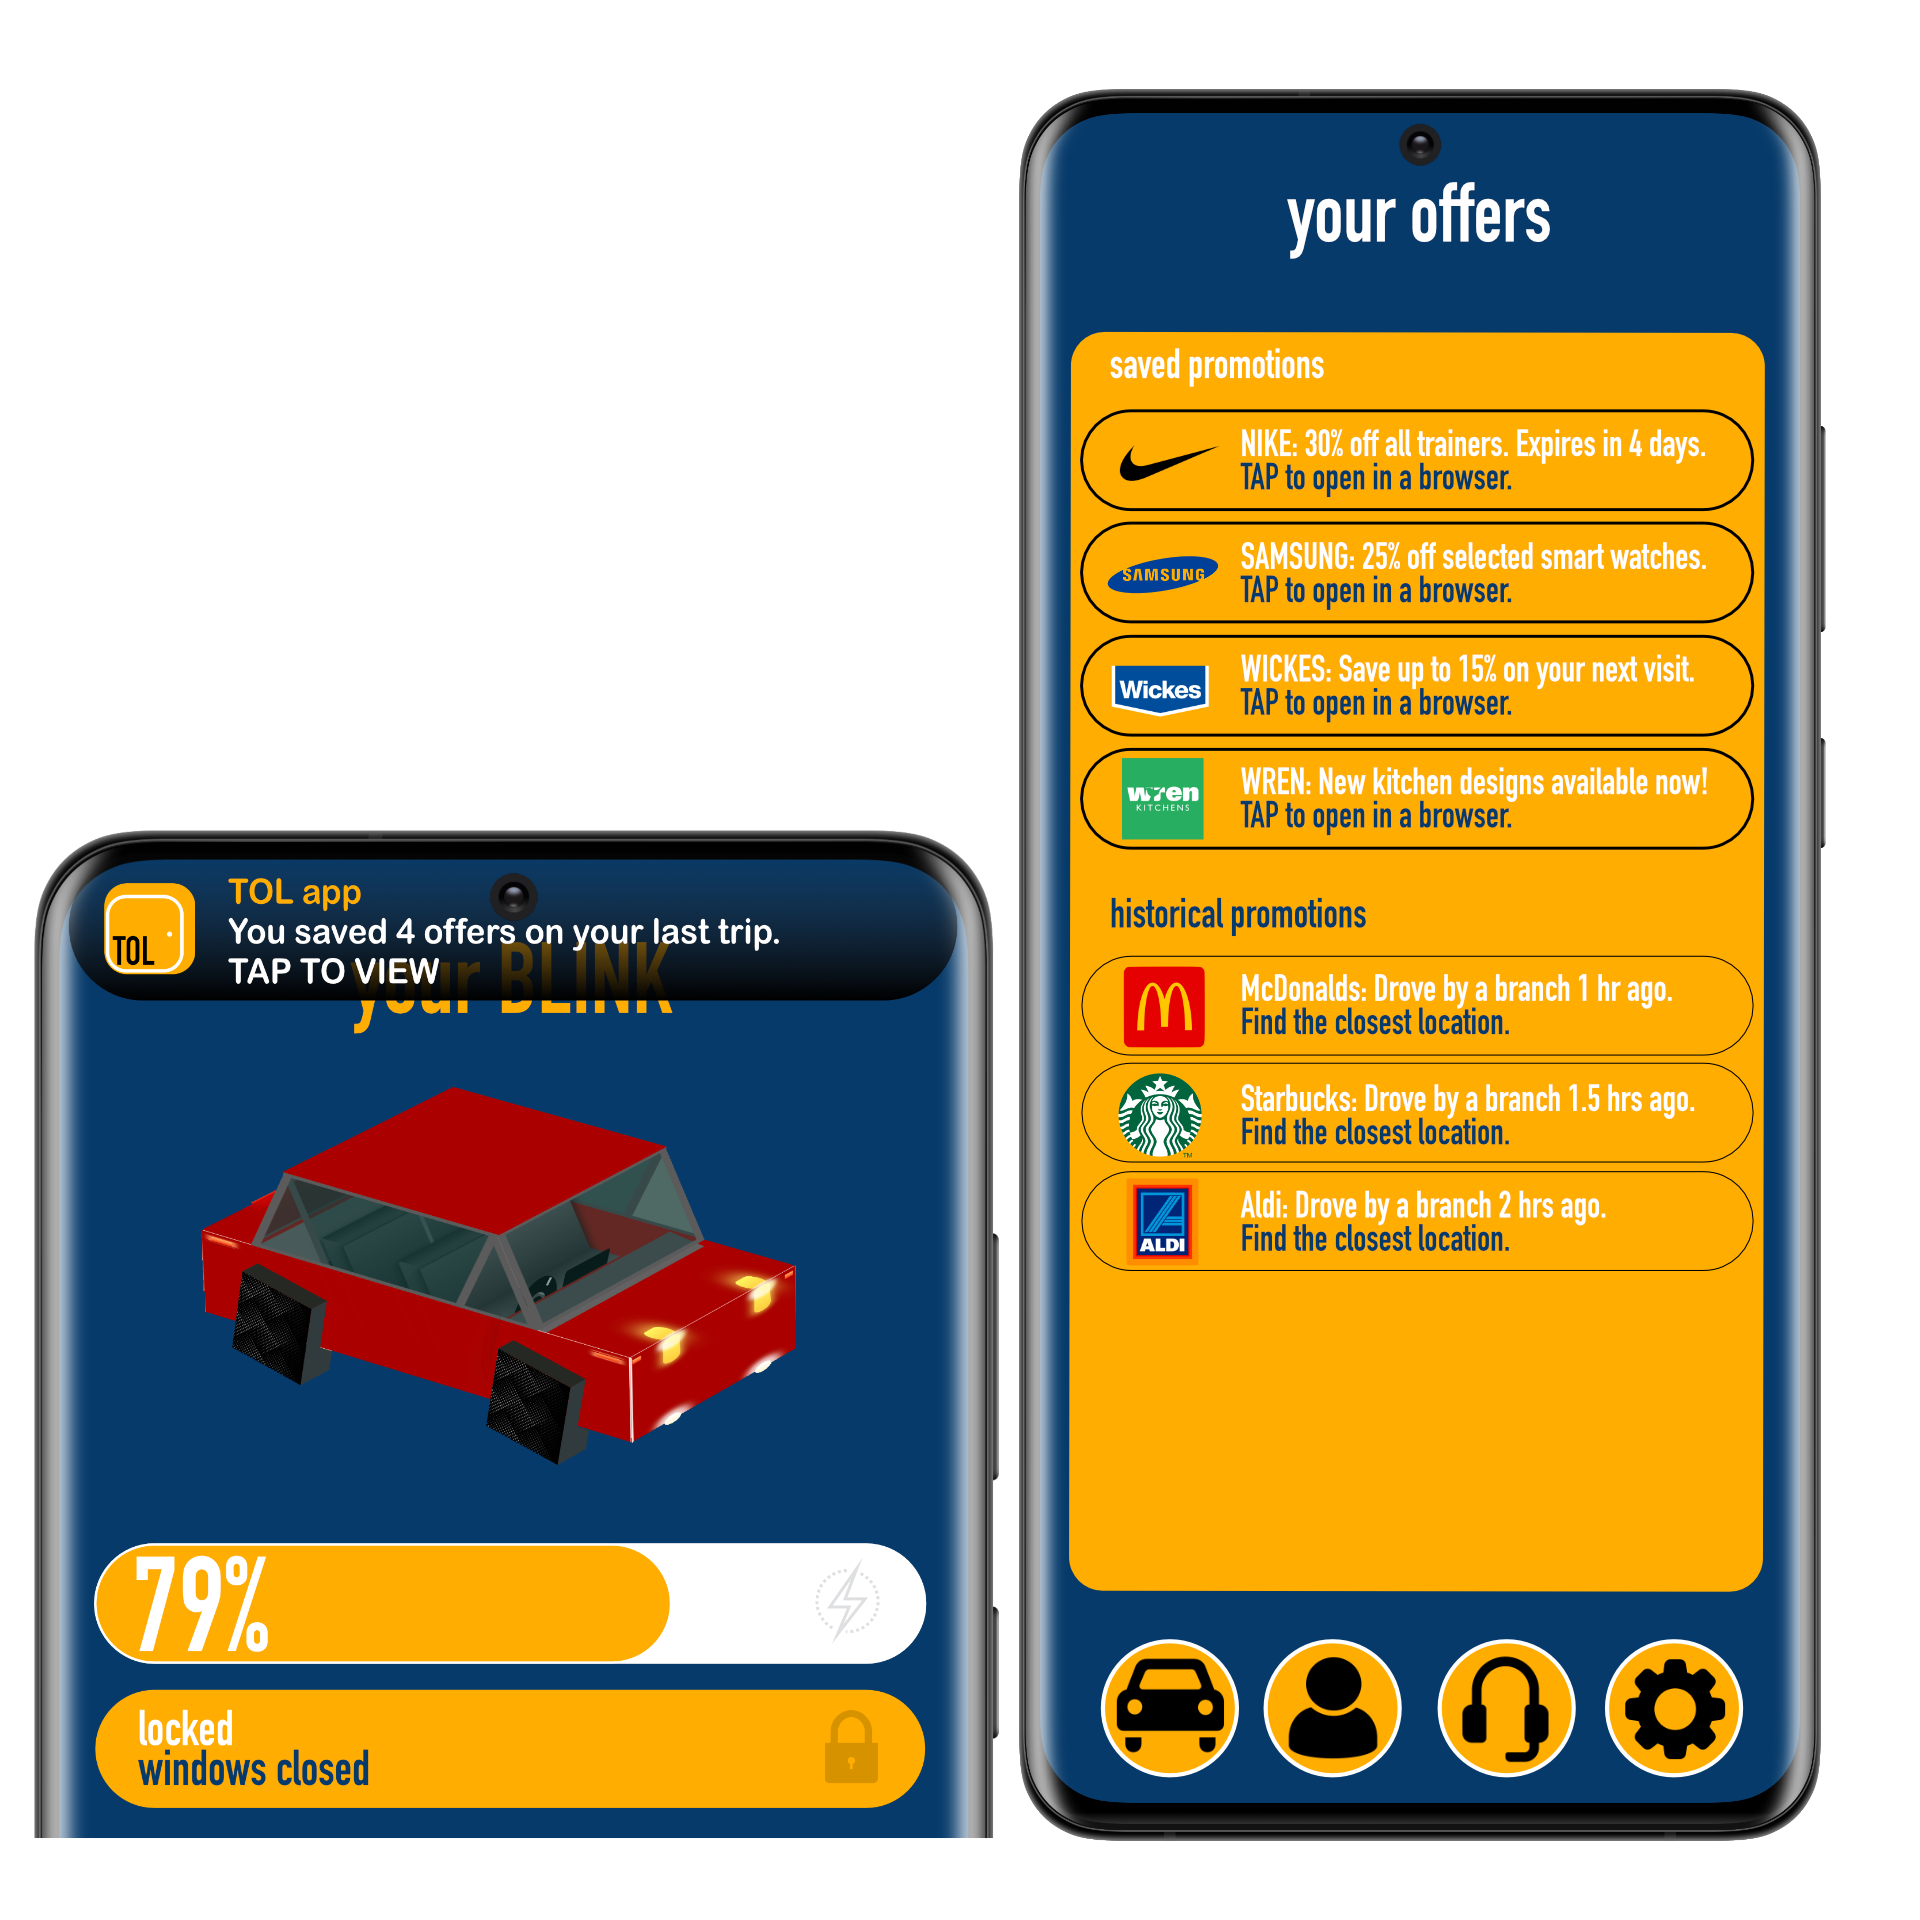 TOL
TOL app
You saved 4 offers on your last trip.
TAP TO VIEW
your BLINK
79%
locked
windows closed
your offers
saved promotions
NIKE: 30% off all trainers. Expires in 4 days.
TAP to open in a browser.
SAMSUNG
SAMSUNG: 25% off selected smart watches.
TAP to open in a browser.
Wickes
WICKES: Save up to 15% on your next visit.
TAP to open in a browser.
wren
KITCHENS
WREN: New kitchen designs available now!
TAP to open in a browser.
historical promotions
McDonalds: Drove by a branch 1 hr ago.
Find the closest location.
Starbucks: Drove by a branch 1.5 hrs ago.
Find the closest location.
TM
Aldi: Drove by a branch 2 hrs ago.
Find the closest location.
ALDI